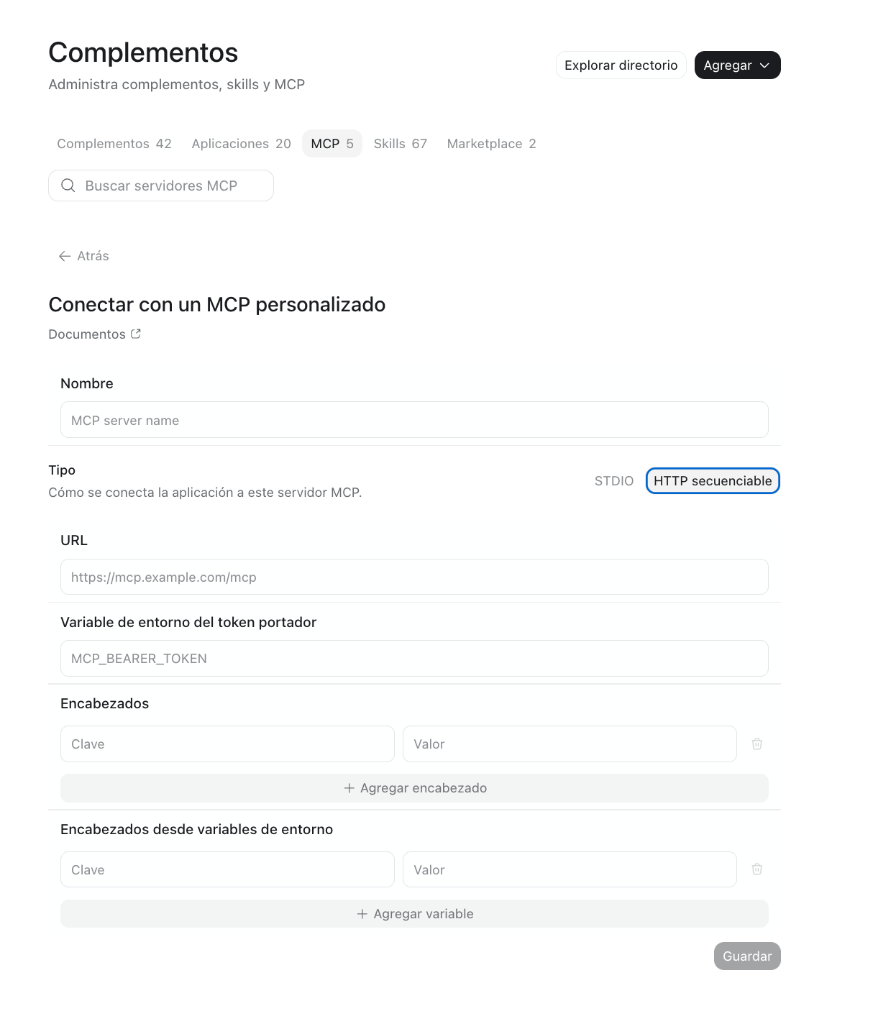 Complementos
Administra complementos, skills y MCP
Explorar directorio
Agregar
Complementos 42
Aplicaciones 20
MCP 5
Skills 67
Marketplace 2
Buscar servidores MCP
Atrás
Conectar con un MCP personalizado
Documentos
Nombre
MCP server name
Tipo
Cómo se conecta la aplicación a este servidor MCP.
STDIO
HTTP secuenciable
URL
https://mcp.example.com/mcp
Variable de entorno del token portador
MCP_BEARER_TOKEN
Encabezados
Clave
Valor
+ Agregar encabezado
Encabezados desde variables de entorno
Clave
Valor
+ Agregar variable
Guardar